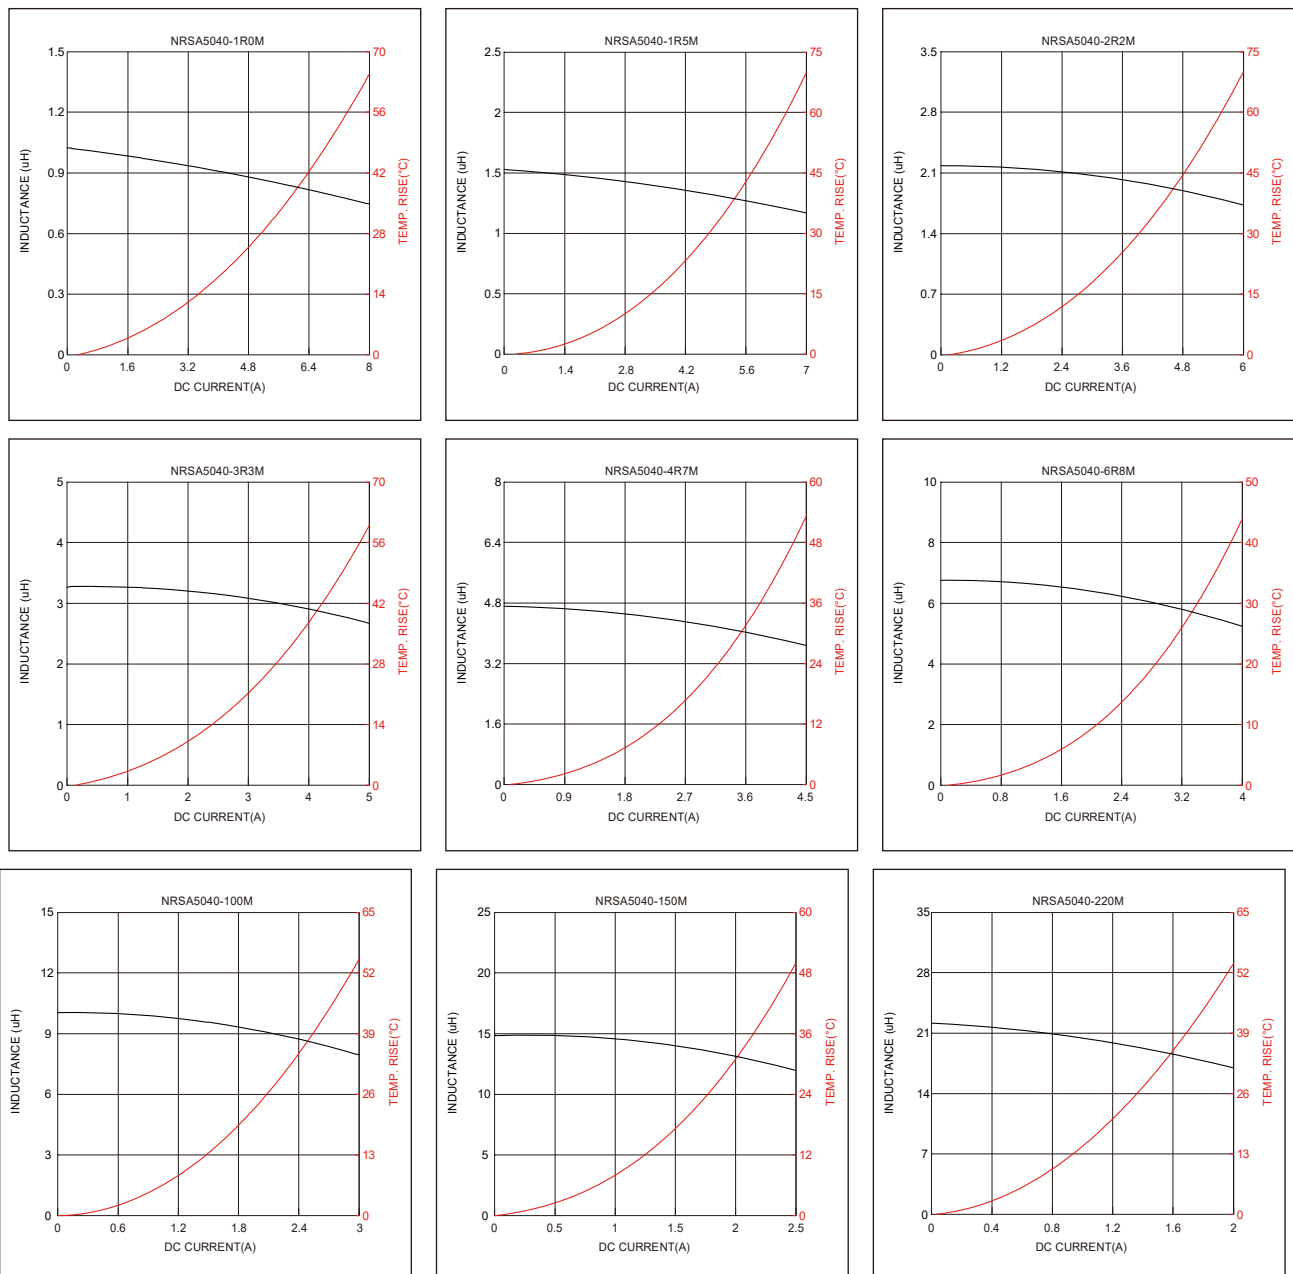 NRSA5040-1R0M
INDUCTANCE (uH)
1.5
1.2
0.9
0.6
0.3
0
70
56
42
28
14
0
TEMP. RISE(°C)
0 1.6 3.2 4.8 6.4 8
DC CURRENT(A)
NRSA5040-1R5M
INDUCTANCE (uH)
2.5
2
1.5
1
0.5
0
75
60
45
30
15
0
TEMP. RISE(°C)
0 1.4 2.8 4.2 5.6 7
DC CURRENT(A)
NRSA5040-2R2M
INDUCTANCE (uH)
3.5
2.8
2.1
1.4
0.7
0
75
60
45
30
15
0
TEMP. RISE(°C)
0 1.2 2.4 3.6 4.8 6
DC CURRENT(A)
NRSA5040-3R3M
INDUCTANCE (uH)
5
4
3
2
1
0
70
56
42
28
14
0
TEMP. RISE(°C)
0 1 2 3 4 5
DC CURRENT(A)
NRSA5040-4R7M
INDUCTANCE (uH)
8
6.4
4.8
3.2
1.6
0
60
48
36
24
12
0
TEMP. RISE(°C)
0 0.9 1.8 2.7 3.6 4.5
DC CURRENT(A)
NRSA5040-6R8M
INDUCTANCE (uH)
10
8
6
4
2
0
50
40
30
20
10
0
TEMP. RISE(°C)
0 0.8 1.6 2.4 3.2 4
DC CURRENT(A)
NRSA5040-100M
INDUCTANCE (uH)
15
12
9
6
3
0
65
52
39
26
13
0
TEMP. RISE(°C)
0 0.6 1.2 1.8 2.4 3
DC CURRENT(A)
NRSA5040-150M
INDUCTANCE (uH)
25
20
15
10
5
0
60
48
36
24
12
0
TEMP. RISE(°C)
0 0.5 1 1.5 2 2.5
DC CURRENT(A)
NRSA5040-220M
INDUCTANCE (uH)
35
28
21
14
7
0
65
52
39
26
13
0
TEMP. RISE(°C)
0 0.4 0.8 1.2 1.6 2
DC CURRENT(A)